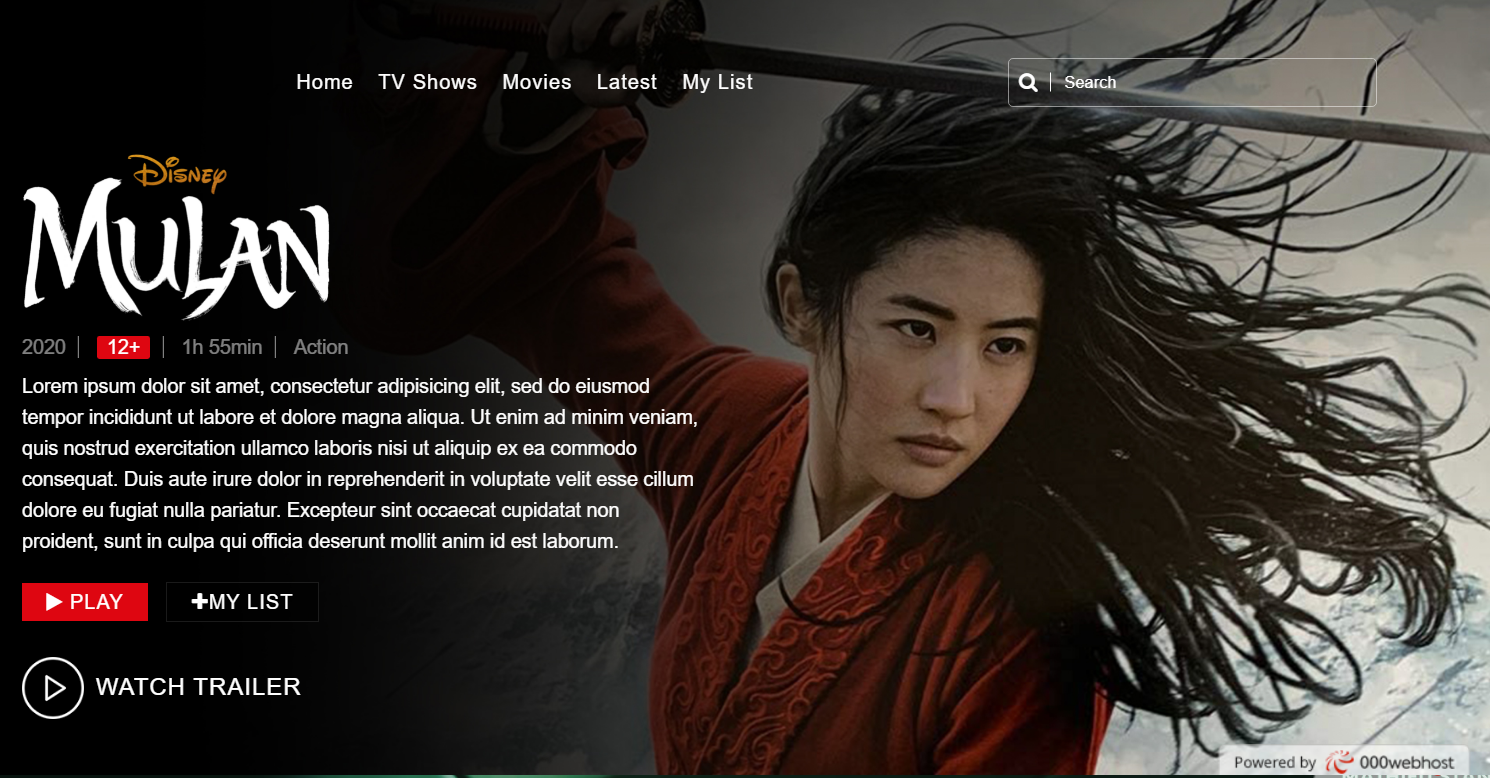 Home TV Shows Movies Latest My List
Search
Disney
MULAN
2020 | 12+ | 1h 55min | Action
Lorem ipsum dolor sit amet, consectetur adipisicing elit, sed do eiusmod
tempor incididunt ut labore et dolore magna aliqua. Ut enim ad minim veniam,
quis nostrud exercitation ullamco laboris nisi ut aliquip ex ea commodo
consequat. Duis aute irure dolor in reprehenderit in voluptate velit esse cillum
dolore eu fugiat nulla pariatur. Excepteur sint occaecat cupidatat non
proident, sunt in culpa qui officia deserunt mollit anim id est laborum.
PLAY
+MY LIST
WATCH TRAILER
Powered by 000webhost